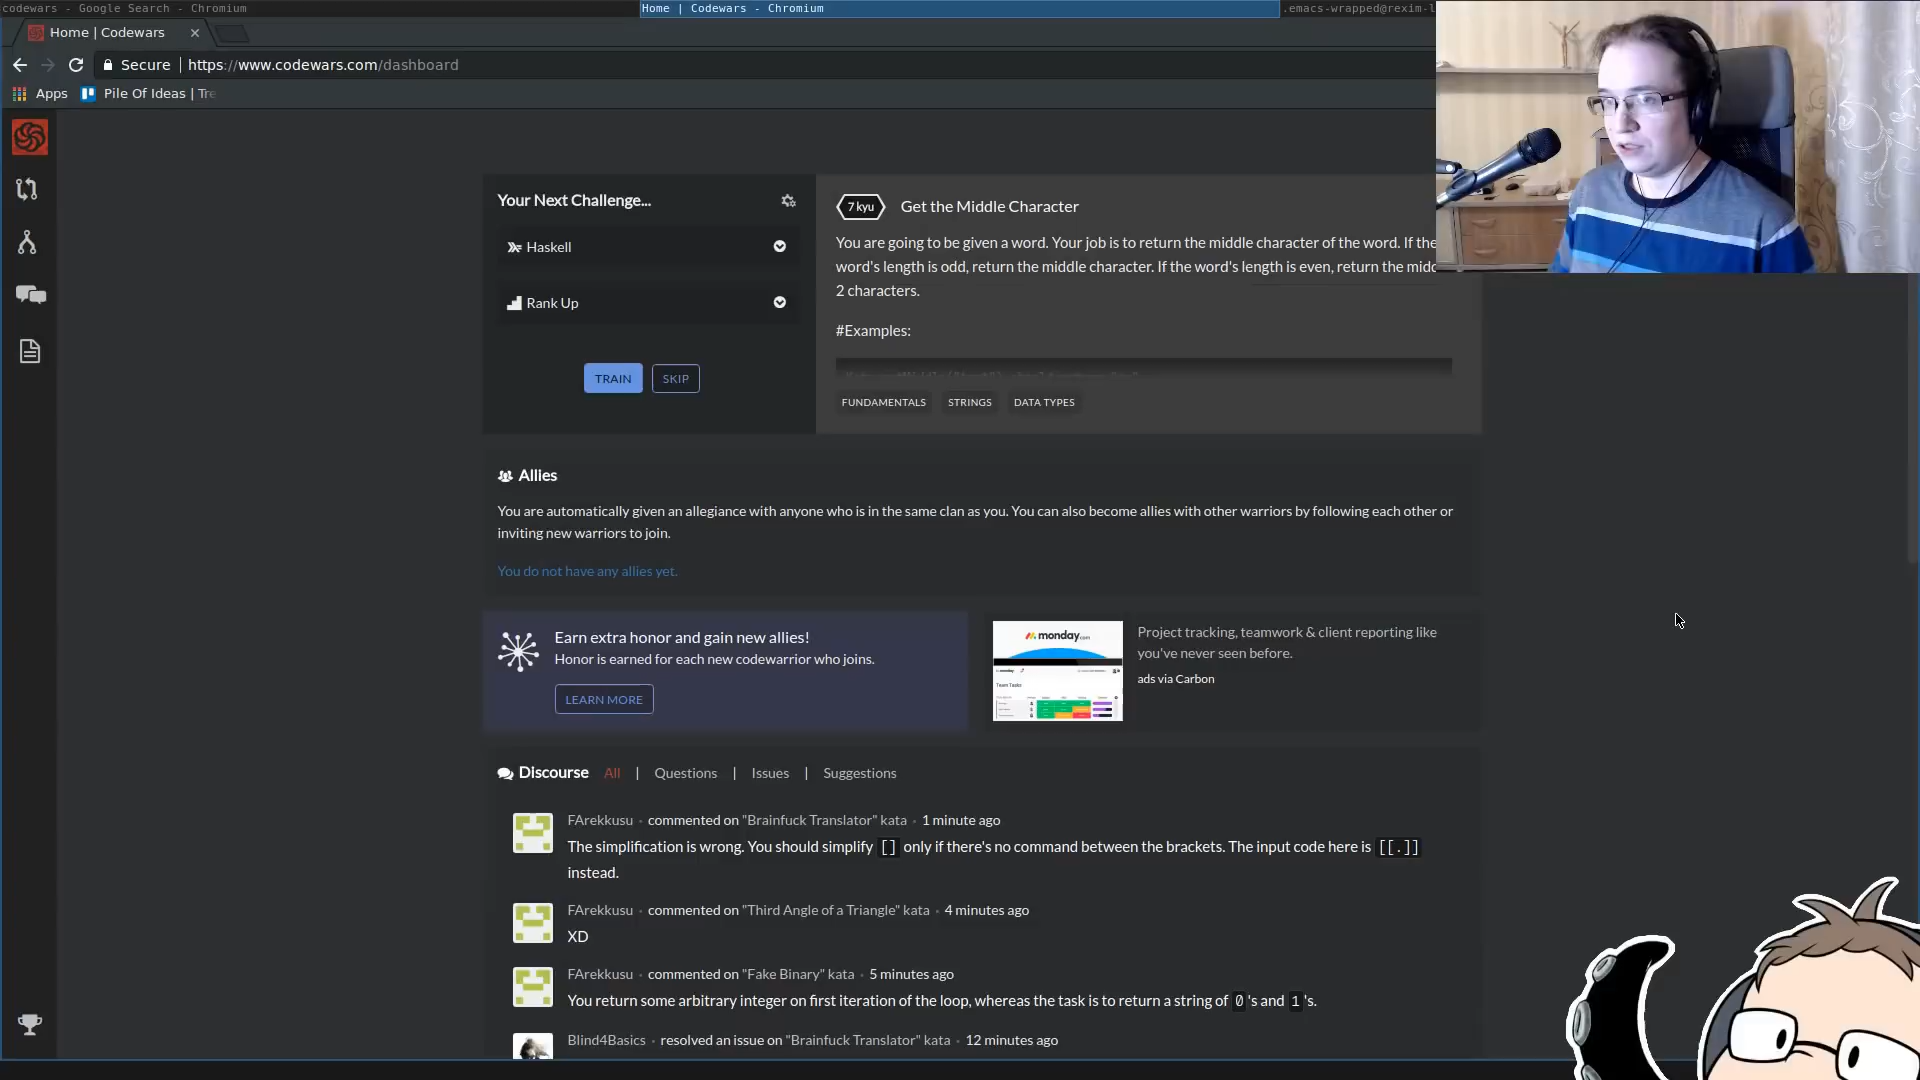 codewars - Google Search - Chromium
Home | Codewars - Chromium
.emacs-wrapped@rexim-l
Home | Codewars
Secure | https://www.codewars.com/dashboard
Apps
Pile Of Ideas | Tre
Your Next Challenge...
Haskell
Rank Up
TRAIN
SKIP
7 kyu
Get the Middle Character
You are going to be given a word. Your job is to return the middle character of the word. If the
word's length is odd, return the middle character. If the word's length is even, return the midd
2 characters.
#Examples:
FUNDAMENTALS
STRINGS
DATA TYPES
Allies
You are automatically given an allegiance with anyone who is in the same clan as you. You can also become allies with other warriors by following each other or
inviting new warriors to join.
You do not have any allies yet.
Earn extra honor and gain new allies!
Honor is earned for each new codewarrior who joins.
LEARN MORE
monday.com
Team Tasks
Project tracking, teamwork & client reporting like
you've never seen before.
ads via Carbon
Discourse All | Questions | Issues | Suggestions
FArekkusu · commented on "Brainfuck Translator" kata · 1 minute ago
The simplification is wrong. You should simplify [] only if there's no command between the brackets. The input code here is [[.]]
instead.
FArekkusu · commented on "Third Angle of a Triangle" kata · 4 minutes ago
XD
FArekkusu · commented on "Fake Binary" kata · 5 minutes ago
You return some arbitrary integer on first iteration of the loop, whereas the task is to return a string of 0 's and 1 's.
Blind4Basics · resolved an issue on "Brainfuck Translator" kata · 12 minutes ago